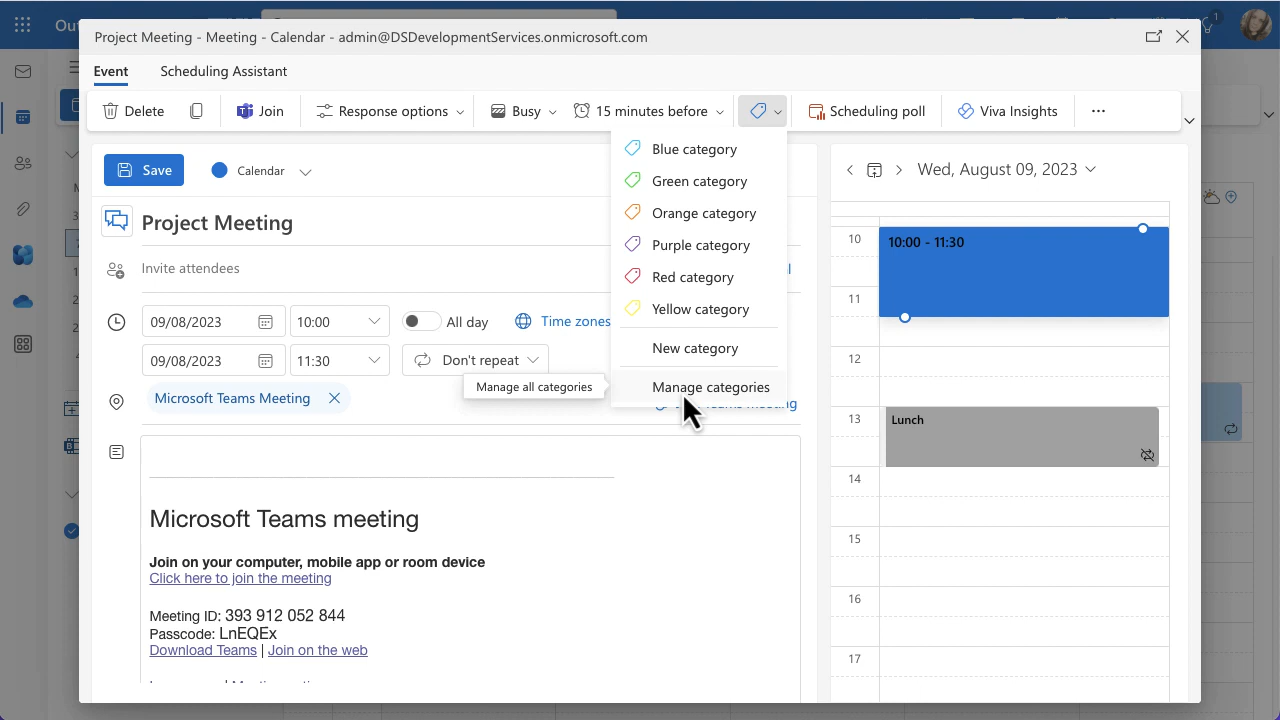 Out
1
Project Meeting - Meeting - Calendar - admin@DSDevelopmentServices.onmicrosoft.com
Event
Scheduling Assistant
Delete
Join
Response options
Busy
15 minutes before
Scheduling poll
Viva Insights
Save
Calendar
Blue category
Green category
Orange category
Purple category
Red category
Yellow category
New category
Manage categories
Manage all categories
Project Meeting
Invite attendees
09/08/2023
10:00
All day
Time zones
09/08/2023
11:30
Don't repeat
Microsoft Teams Meeting
Teams meeting
Microsoft Teams meeting
Join on your computer, mobile app or room device
Click here to join the meeting
Meeting ID: 393 912 052 844
Passcode: LnEQEx
Download Teams | Join on the web
Wed, August 09, 2023
10
10:00 - 11:30
11
12
13
Lunch
14
15
16
17